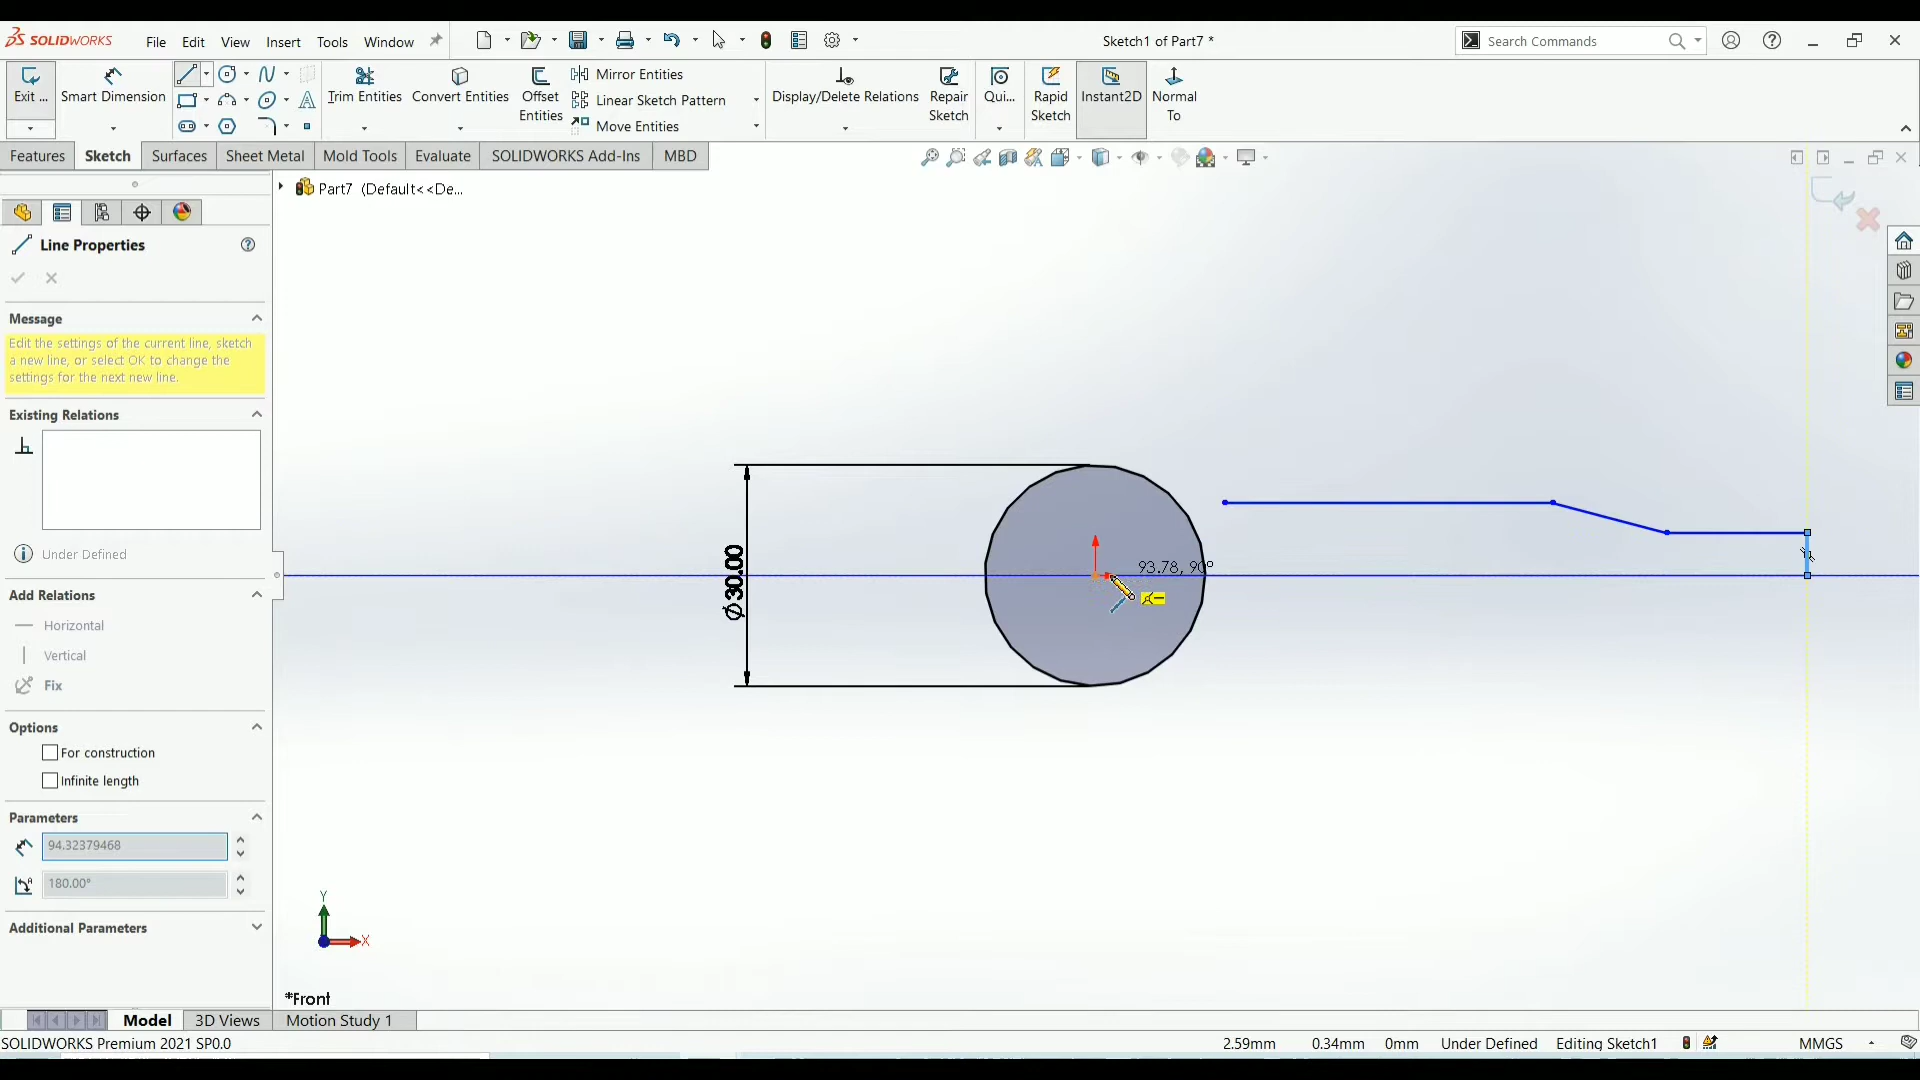 SOLIDWORKS File Edit View Insert Tools Window Sketch1 of Part7 * Search Commands
Exit ... Smart Dimension Trim Entities Convert Entities Offset Entities Mirror Entities Linear Sketch Pattern Move Entities Display/Delete Relations Repair Sketch Qui... Rapid Sketch Instant2D Normal To
Features Sketch Surfaces Sheet Metal Mold Tools Evaluate SOLIDWORKS Add-Ins MBD
Part7 (Default<<De...
Line Properties
Message
Edit the settings of the current line, sketch
a new line, or select OK to change the
settings for the next new line.
Existing Relations
Under Defined
Add Relations
Horizontal
Vertical
Fix
Options
For construction
Infinite length
Parameters
94.32379468
180.00°
Additional Parameters
Ø30.00
93.78, 90°
Y
X
*Front
Model 3D Views Motion Study 1
SOLIDWORKS Premium 2021 SP0.0 2.59mm 0.34mm 0mm Under Defined Editing Sketch1 MMGS